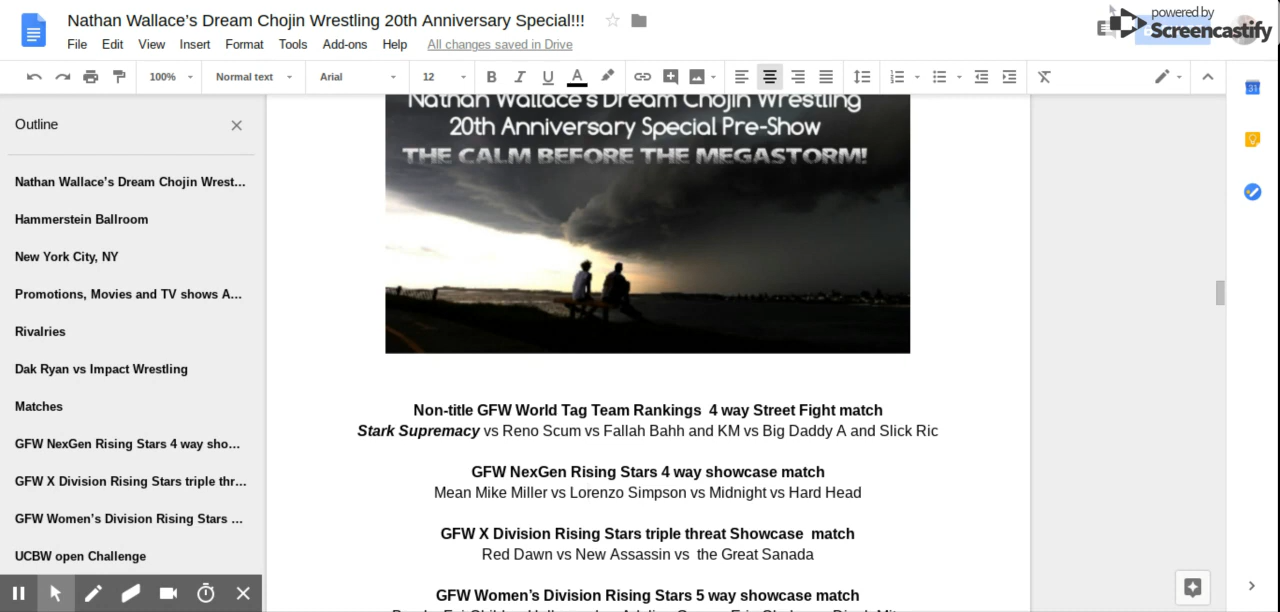 Nathan Wallace’s Dream Chojin Wrestling 20th Anniversary Special!!!
powered by
Screencastify
File Edit View Insert Format Tools Add-ons Help All changes saved in Drive
100% Normal text Arial 12 B I U A
31
Outline
Nathan Wallace’s Dream Chojin Wrest...
Hammerstein Ballroom
New York City, NY
Promotions, Movies and TV shows A...
Rivalries
Dak Ryan vs Impact Wrestling
Matches
GFW NexGen Rising Stars 4 way sho...
GFW X Division Rising Stars triple thr...
GFW Women’s Division Rising Stars ...
UCBW open Challenge
Nathan Wallace's Dream Chojin Wrestling
20th Anniversary Special Pre-Show
THE CALM BEFORE THE MEGASTORM!
Non-title GFW World Tag Team Rankings 4 way Street Fight match
Stark Supremacy vs Reno Scum vs Fallah Bahh and KM vs Big Daddy A and Slick Ric
GFW NexGen Rising Stars 4 way showcase match
Mean Mike Miller vs Lorenzo Simpson vs Midnight vs Hard Head
GFW X Division Rising Stars triple threat Showcase match
Red Dawn vs New Assassin vs the Great Sanada
GFW Women’s Division Rising Stars 5 way showcase match